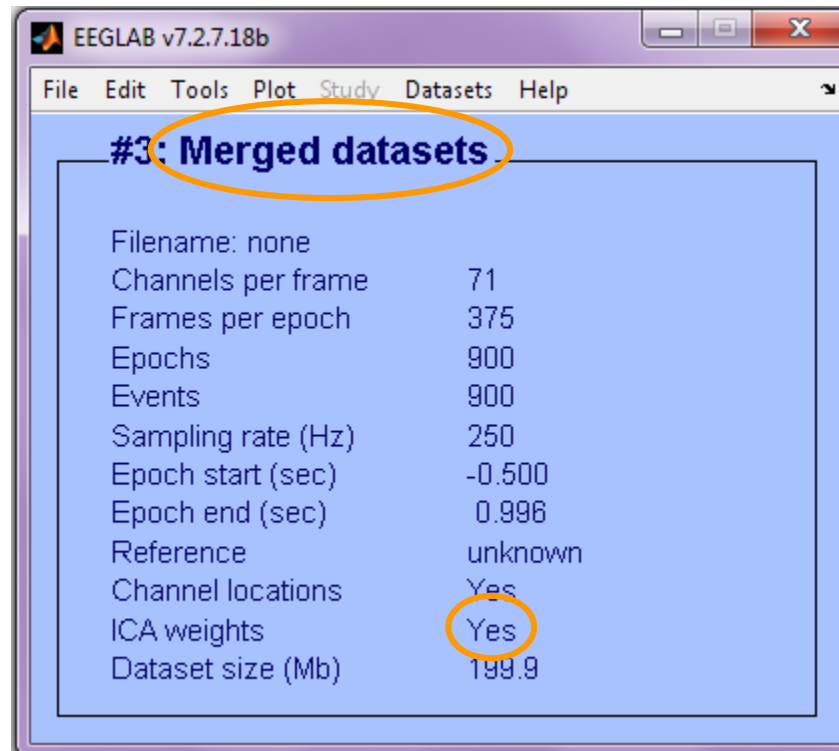 EEGLAB v7.2.7.18b
File Edit Tools Plot Study Datasets Help
#3: Merged datasets
Filename: none
Channels per frame 71
Frames per epoch 375
Epochs 900
Events 900
Sampling rate (Hz) 250
Epoch start (sec) -0.500
Epoch end (sec) 0.996
Reference unknown
Channel locations Yes
ICA weights Yes
Dataset size (Mb) 199.9